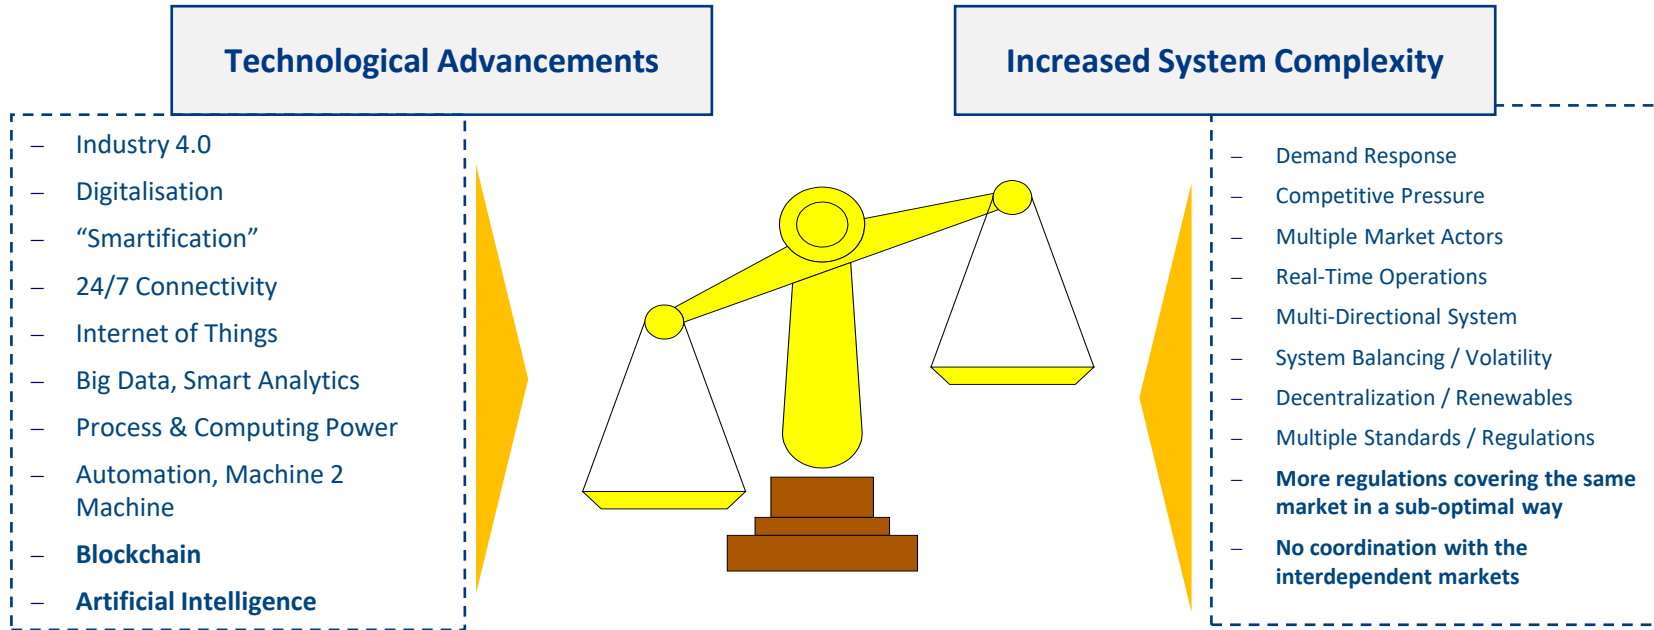 Technological Advancements
– Industry 4.0
– Digitalisation
– “Smartification”
– 24/7 Connectivity
– Internet of Things
– Big Data, Smart Analytics
– Process & Computing Power
– Automation, Machine 2
Machine
– Blockchain
– Artificial Intelligence
Increased System Complexity
– Demand Response
– Competitive Pressure
– Multiple Market Actors
– Real-Time Operations
– Multi-Directional System
– System Balancing / Volatility
– Decentralization / Renewables
– Multiple Standards / Regulations
– More regulations covering the same
market in a sub-optimal way
– No coordination with the
interdependent markets